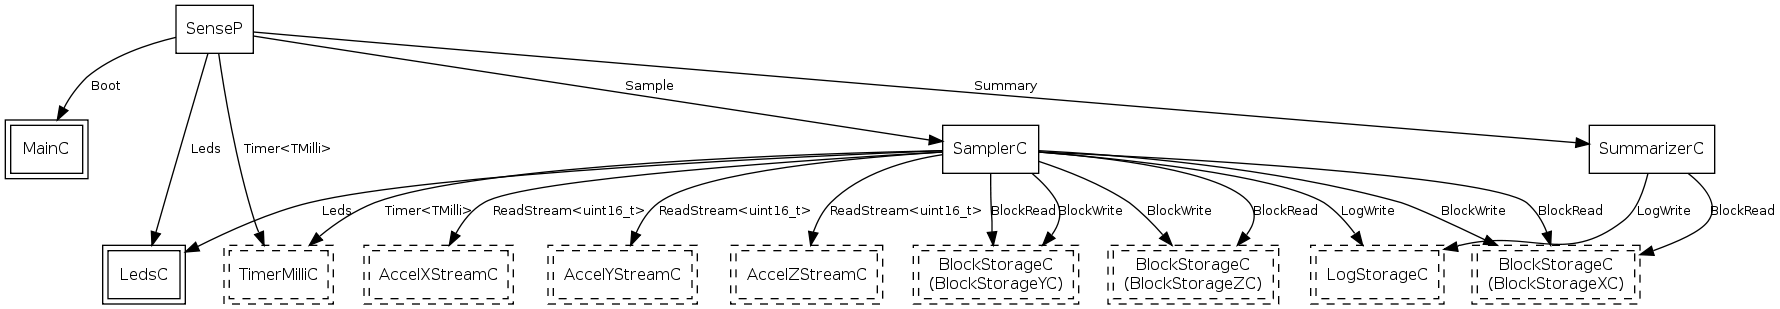 SenseP
Boot
Sample
Summary
MainC
Leds
Timer<TMilli>
SamplerC
SummarizerC
Leds
Timer<TMilli>
ReadStream<uint16_t>
ReadStream<uint16_t>
ReadStream<uint16_t>
BlockRead
BlockWrite
BlockWrite
BlockRead
LogWrite
BlockWrite
BlockRead
LogWrite
BlockRead
LedsC
TimerMilliC
AccelXStreamC
AccelYStreamC
AccelZStreamC
BlockStorageC
(BlockStorageYC)
BlockStorageC
(BlockStorageZC)
LogStorageC
BlockStorageC
(BlockStorageXC)